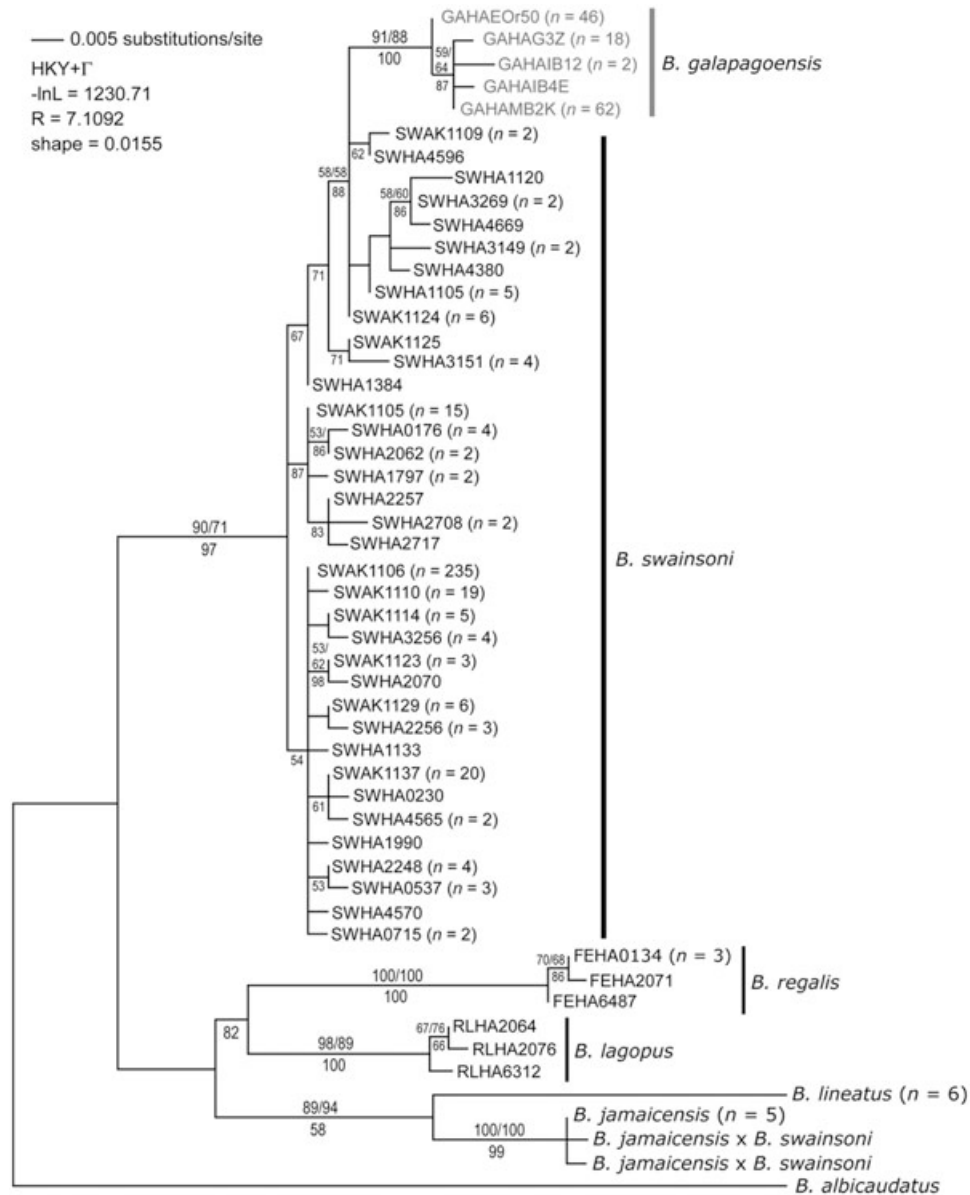 0.005 substitutions/site
HKY+Γ
-lnL = 1230.71
R = 7.1092
shape = 0.0155
91/88
100
59/
64
87
GAHAEOr50 (n = 46)
GAHAG3Z (n = 18)
GAHAIB12 (n = 2)
GAHAIB4E
GAHAMB2K (n = 62)
B. galapagoensis
SWAK1109 (n = 2)
62
SWHA4596
58/58
88
SWHA1120
58/60
86
SWHA3269 (n = 2)
SWHA4669
SWHA3149 (n = 2)
SWHA4380
71
SWHA1105 (n = 5)
SWAK1124 (n = 6)
67
SWAK1125
71
SWHA3151 (n = 4)
SWHA1384
SWAK1105 (n = 15)
53/
86
SWHA0176 (n = 4)
SWHA2062 (n = 2)
87
SWHA1797 (n = 2)
SWHA2257
83
SWHA2708 (n = 2)
SWHA2717
90/71
97
B. swainsoni
SWAK1106 (n = 235)
SWAK1110 (n = 19)
SWAK1114 (n = 5)
SWHA3256 (n = 4)
53/
62
98
SWAK1123 (n = 3)
SWHA2070
SWAK1129 (n = 6)
SWHA2256 (n = 3)
54
SWHA1133
SWAK1137 (n = 20)
61
SWHA0230
SWHA4565 (n = 2)
SWHA1990
SWHA2248 (n = 4)
53
SWHA0537 (n = 3)
SWHA4570
SWHA0715 (n = 2)
100/100
100
70/68
86
FEHA0134 (n = 3)
FEHA2071
FEHA6487
B. regalis
82
98/89
100
67/76
66
RLHA2064
RLHA2076
RLHA6312
B. lagopus
89/94
58
B. lineatus (n = 6)
100/100
99
B. jamaicensis (n = 5)
B. jamaicensis x B. swainsoni
B. jamaicensis x B. swainsoni
B. albicaudatus